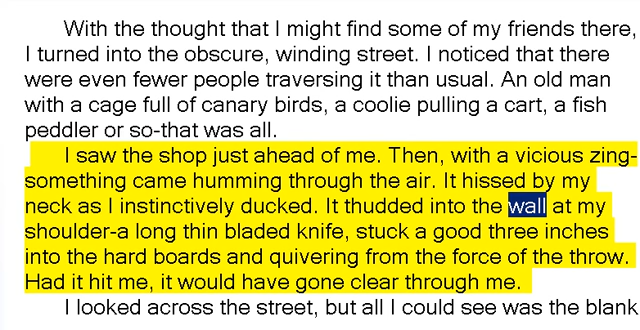 With the thought that I might find some of my friends there,
I turned into the obscure, winding street. I noticed that there
were even fewer people traversing it than usual. An old man
with a cage full of canary birds, a coolie pulling a cart, a fish
peddler or so-that was all.
I saw the shop just ahead of me. Then, with a vicious zing-
something came humming through the air. It hissed by my
neck as I instinctively ducked. It thudded into the wall at my
shoulder-a long thin bladed knife, stuck a good three inches
into the hard boards and quivering from the force of the throw.
Had it hit me, it would have gone clear through me.
I looked across the street, but all I could see was the blank